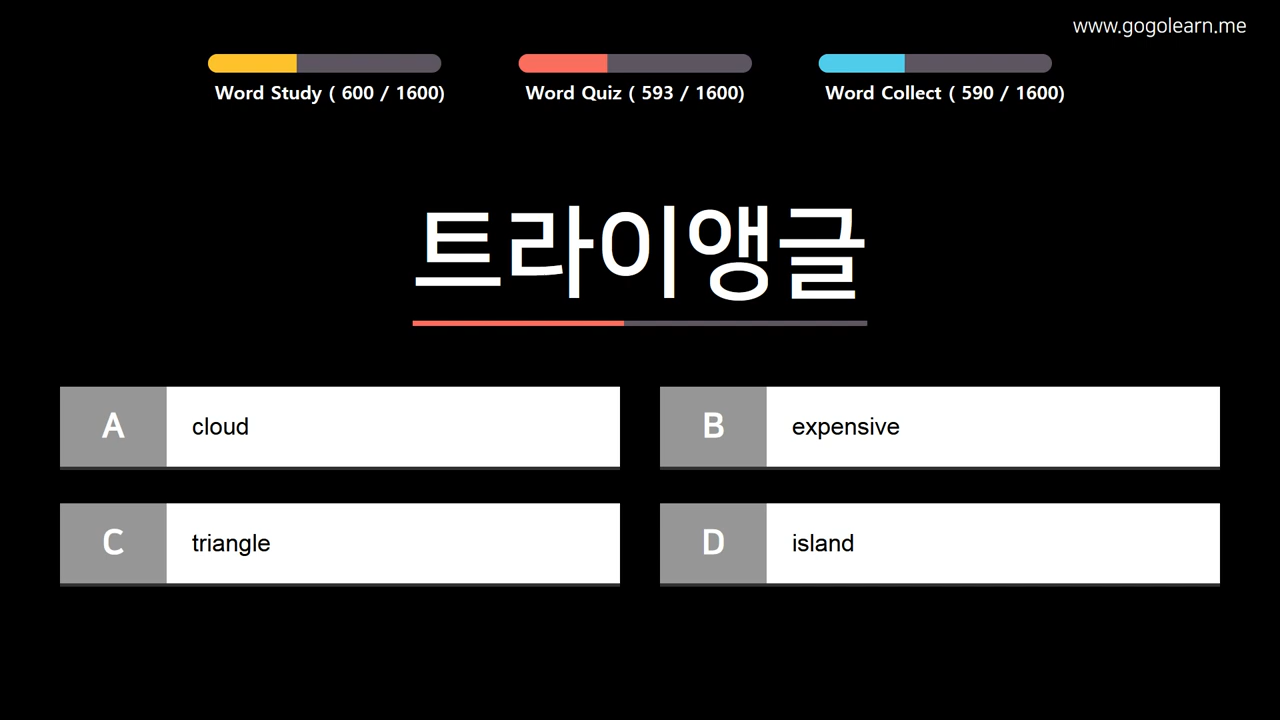 www.gogolearn.me
Word Study ( 600 / 1600)
Word Quiz ( 593 / 1600)
Word Collect ( 590 / 1600)
트라이앵글
A cloud
B expensive
C triangle
D island